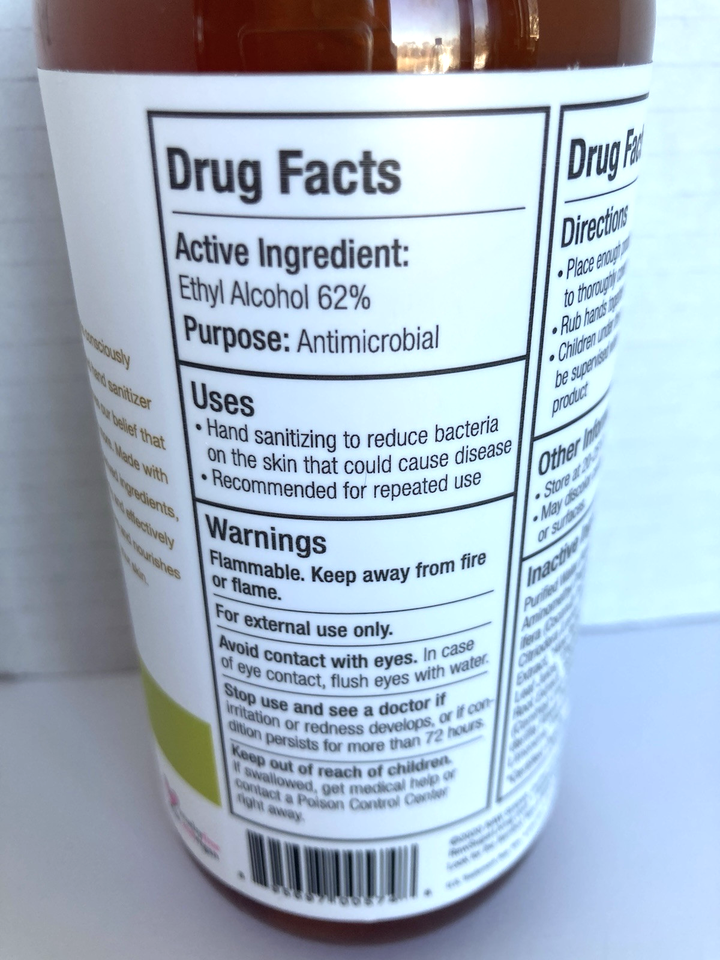 consciously
hand sanitizer
our belief that
Made with
ingredients,
effectively
and nourishes
skin.
Drug Facts
Active Ingredient:
Ethyl Alcohol 62%
Purpose: Antimicrobial
Uses
• Hand sanitizing to reduce bacteria
on the skin that could cause disease
• Recommended for repeated use
Warnings
Flammable. Keep away from fire
or flame.
For external use only.
Avoid contact with eyes. In case
of eye contact, flush eyes with water.
Stop use and see a doctor if
irritation or redness develops, or if con-
dition persists for more than 72 hours.
Keep out of reach of children.
If swallowed, get medical help or
contact a Poison Control Center
right away.
Drug
Directions
• Place enough
to thoroughly
• Rub hands
• Children under
be supervised
product
Other
• Store at
• May
or surfaces
Inactive
Purified